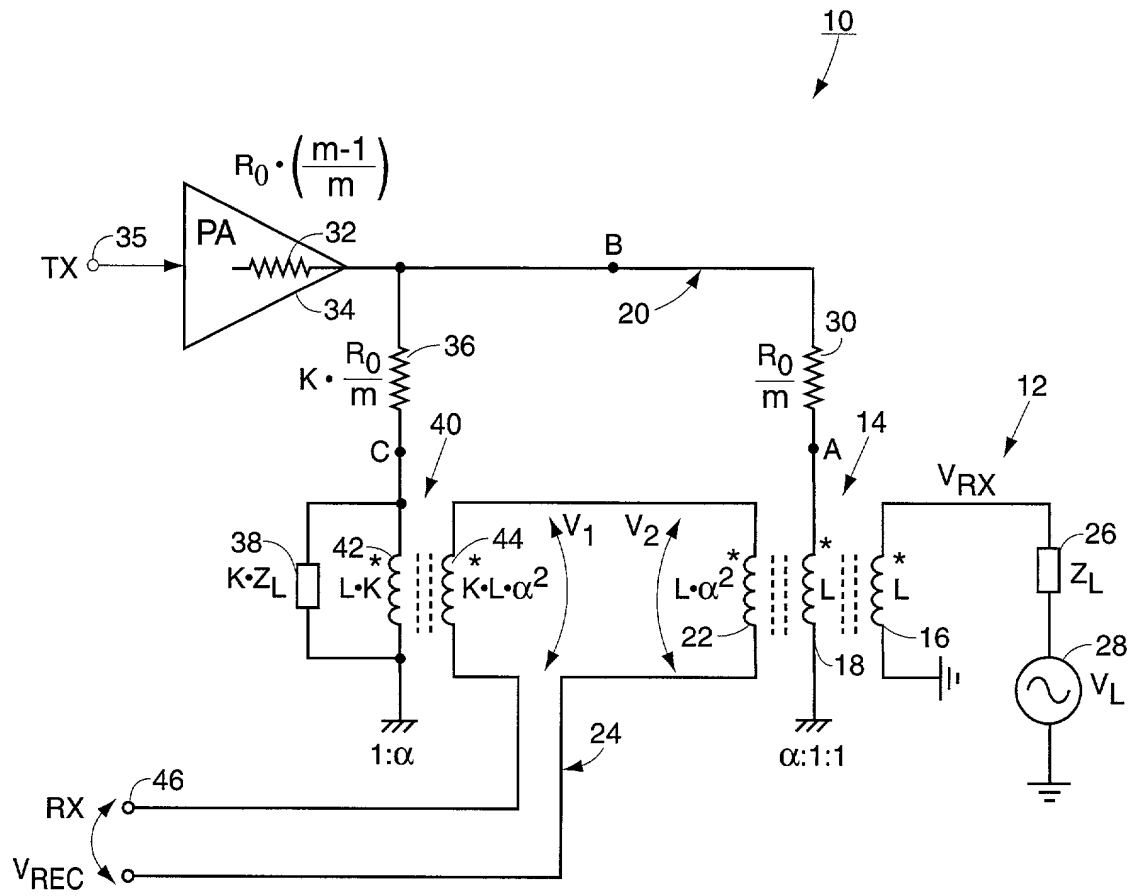 10
R0 • (m-1/m)
PA
35
32
TX
B
34
20
36
30
K • R0/m
R0/m
12
40
14
C
A
VRX
V1
V2
38
42
44
26
K•ZL
*
*
*
*
*
L•K
K•L•α²
L•α²
L
L
ZL
22
18
16
28
VL
24
1:α
α:1:1
46
RX
VREC